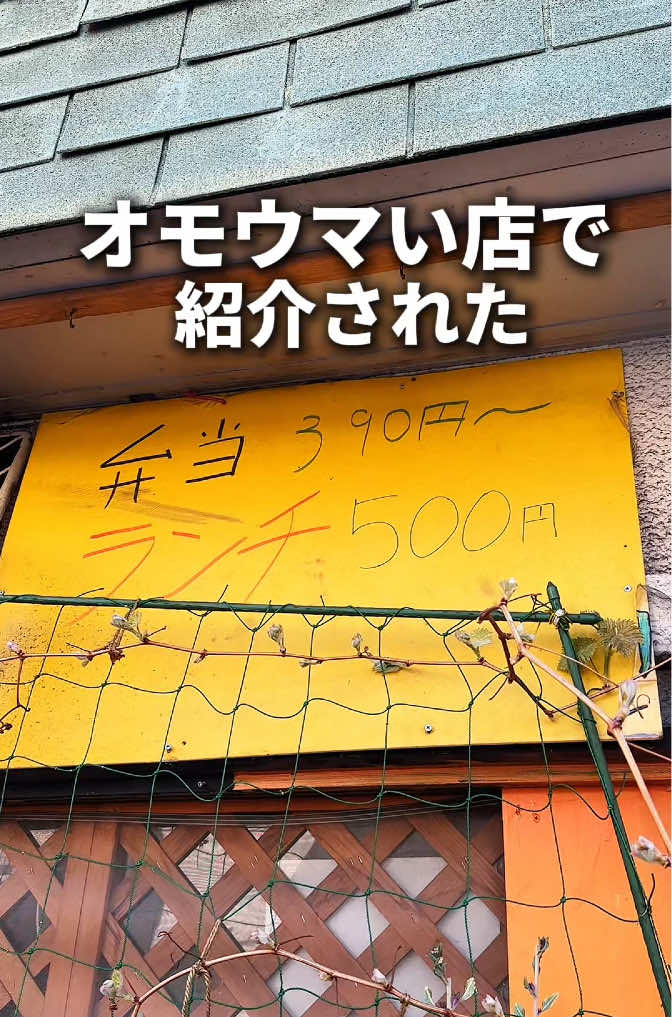 オモウマい店で
紹介された
弁当 390円～
ランチ 500円